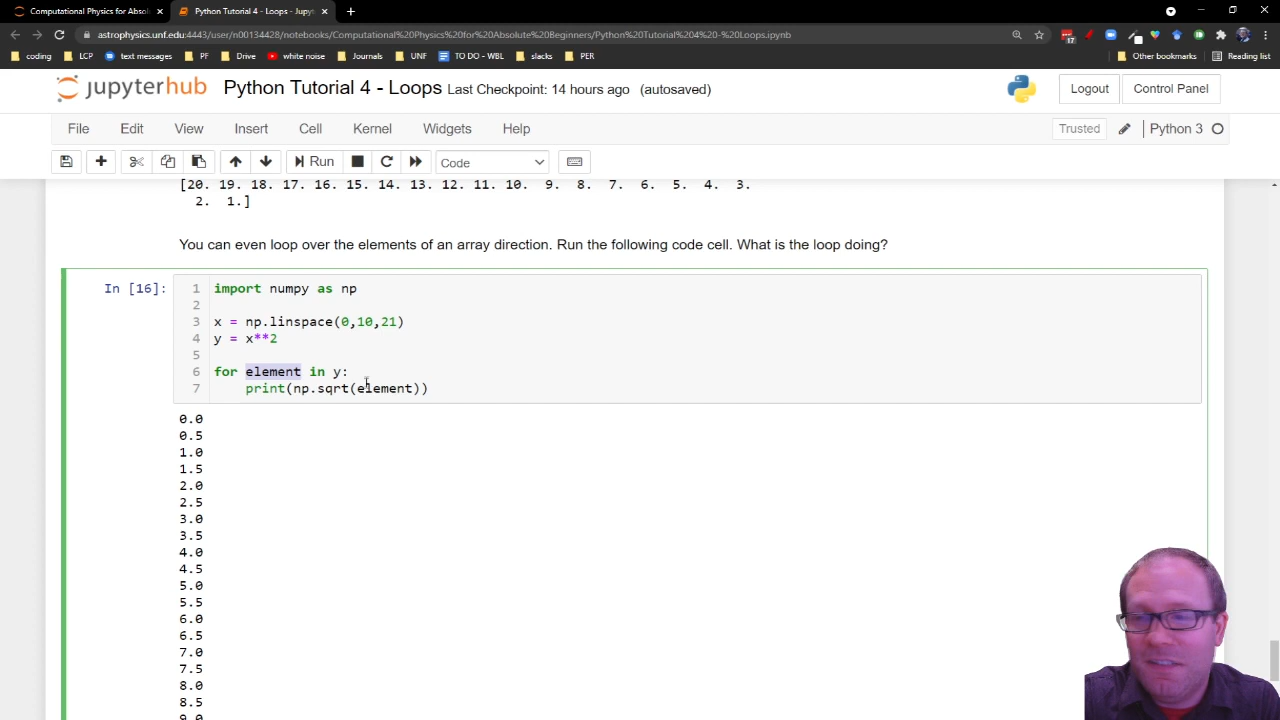 Computational Physics for Absolu
Python Tutorial 4 - Loops - Jupyt
astrophysics.unf.edu:4443/user/n00134428/notebooks/Computational%20Physics%20for%20Absolute%20Beginners/Python%20Tutorial%204%20-%20Loops.ipynb
17
coding LCP text messages PF Drive white noise Journals UNF TO DO - WBL slacks PER Other bookmarks Reading list
jupyterhub Python Tutorial 4 - Loops Last Checkpoint: 14 hours ago (autosaved) Logout Control Panel
File Edit View Insert Cell Kernel Widgets Help Trusted Python 3
Run Code
[20. 19. 18. 17. 16. 15. 14. 13. 12. 11. 10. 9. 8. 7. 6. 5. 4. 3.
2. 1.]
You can even loop over the elements of an array direction. Run the following code cell. What is the loop doing?
In [16]: 1 import numpy as np
2
3 x = np.linspace(0,10,21)
4 y = x**2
5
6 for element in y:
7 print(np.sqrt(element))
0.0
0.5
1.0
1.5
2.0
2.5
3.0
3.5
4.0
4.5
5.0
5.5
6.0
6.5
7.0
7.5
8.0
8.5
9.0